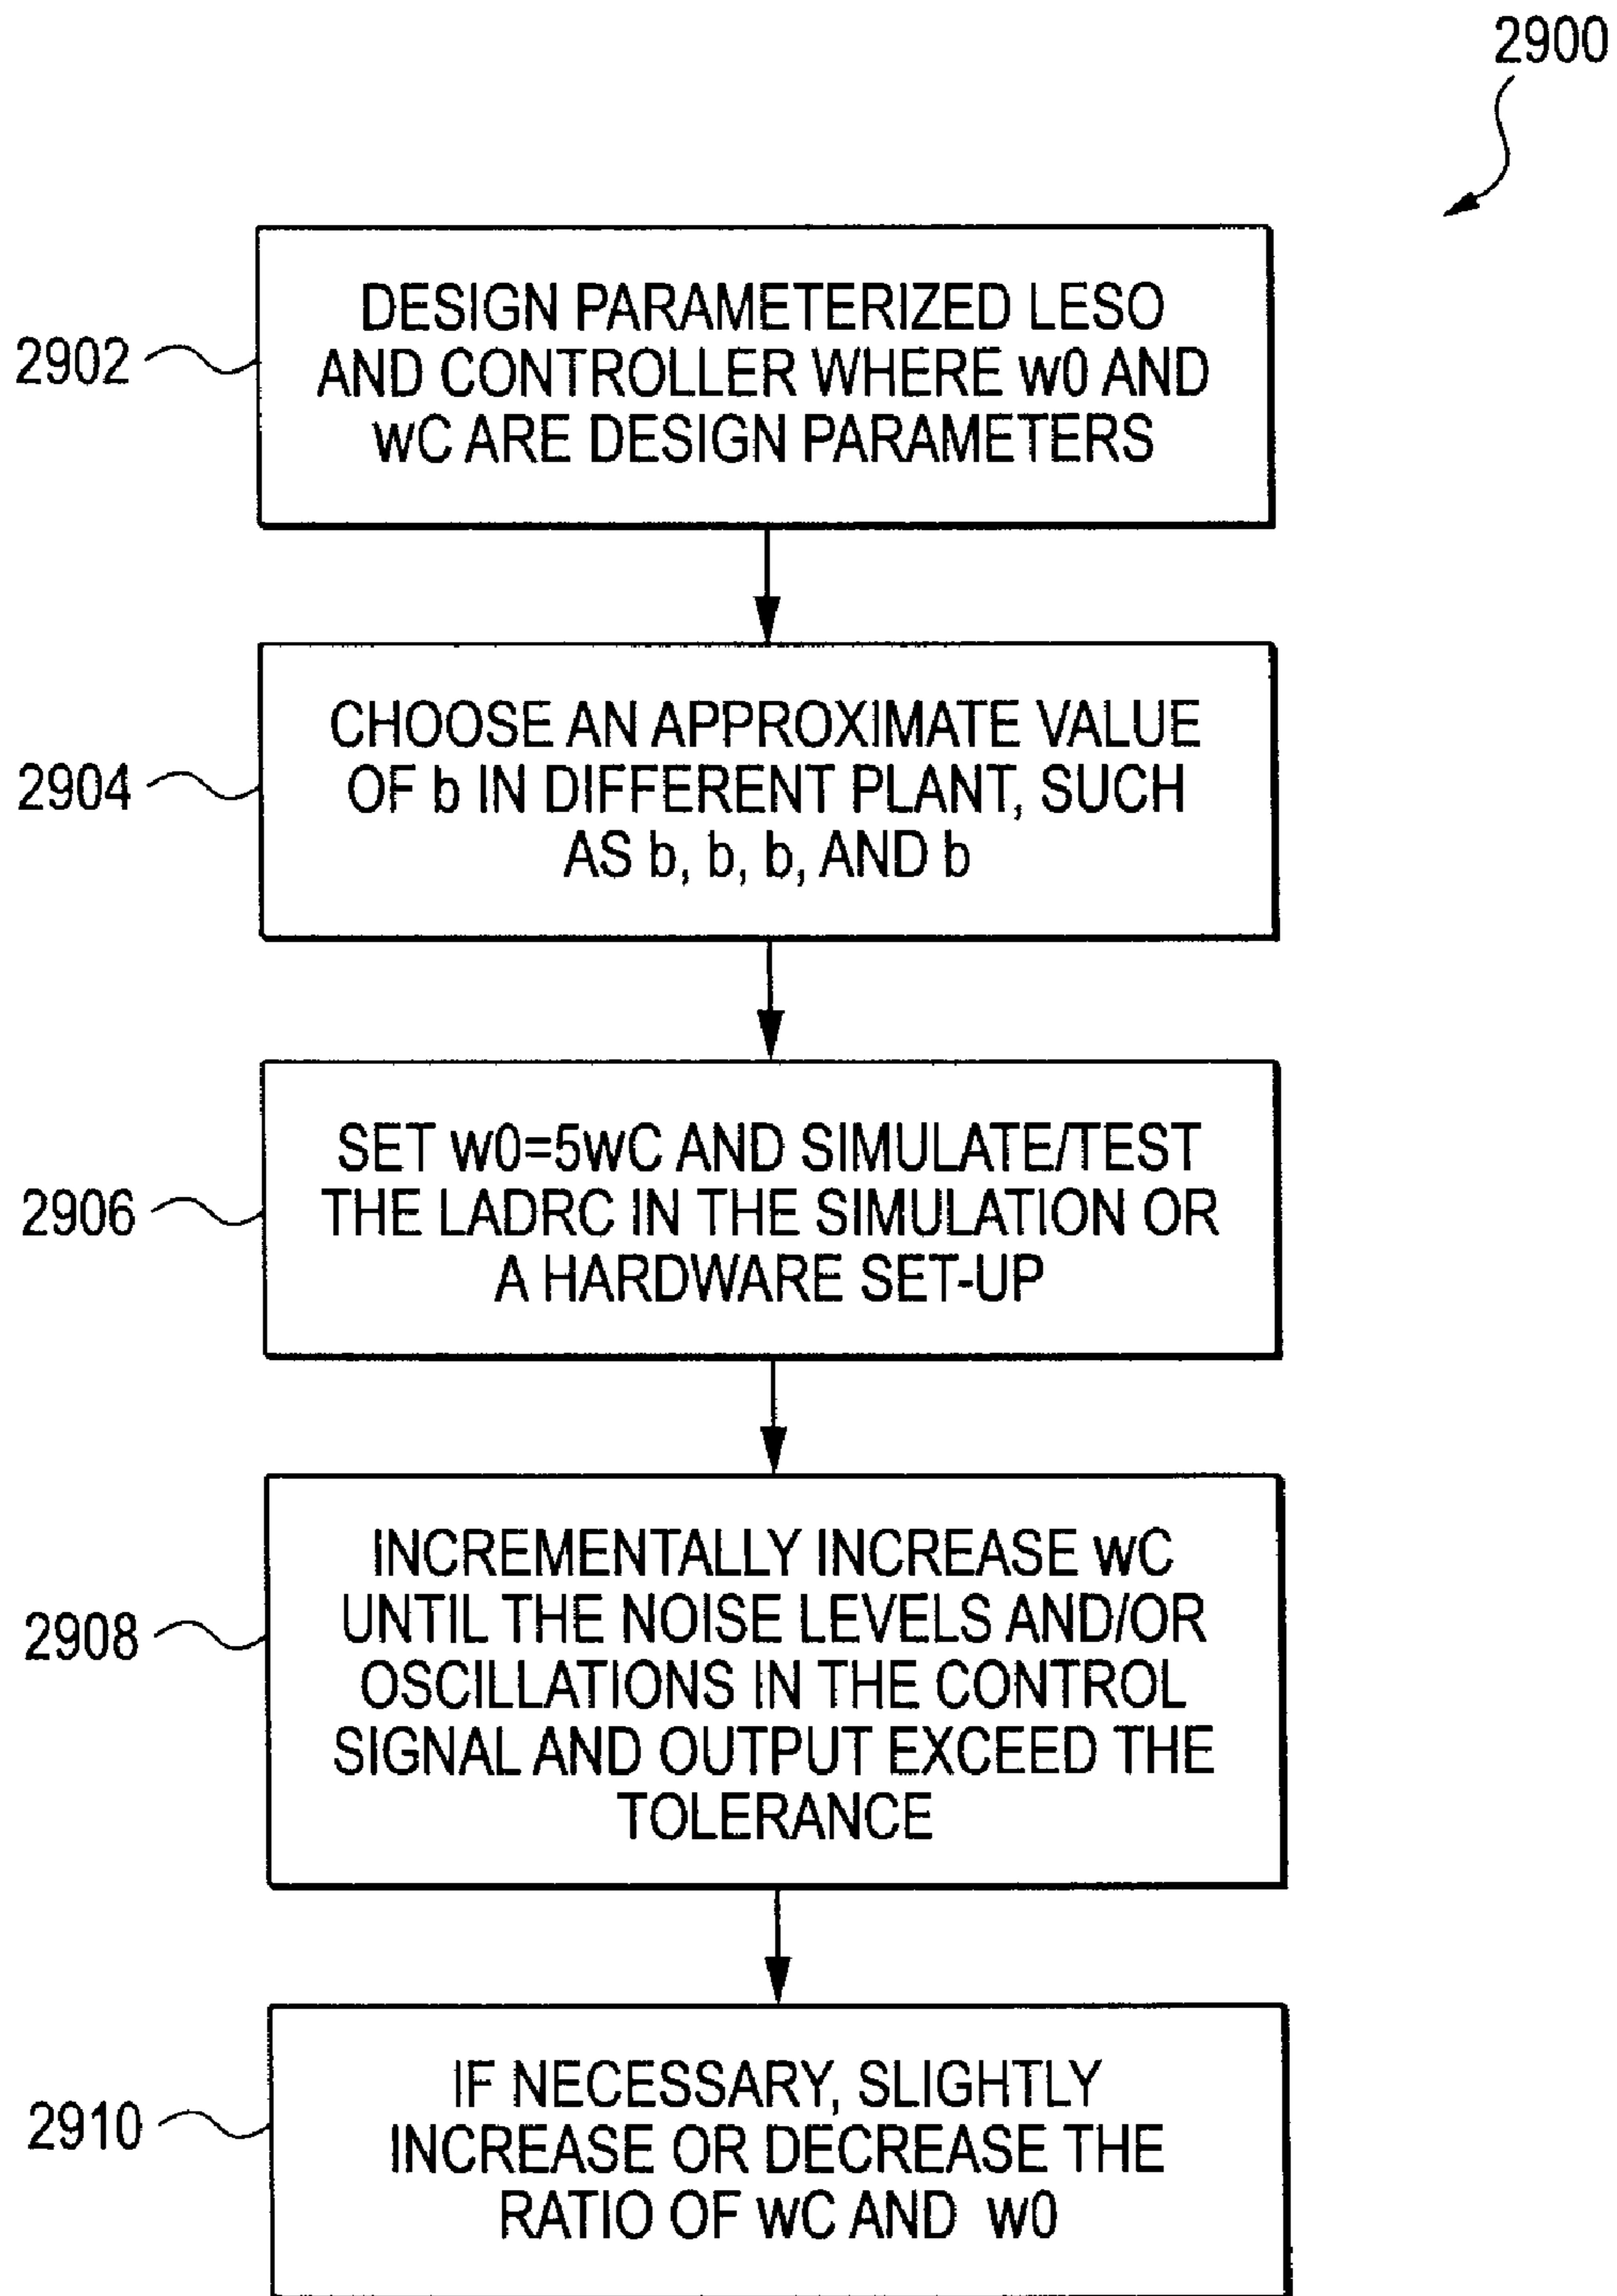 2900
2902
DESIGN PARAMETERIZED LESO
AND CONTROLLER WHERE w0 AND
wC ARE DESIGN PARAMETERS
2904
CHOOSE AN APPROXIMATE VALUE
OF b IN DIFFERENT PLANT, SUCH
AS b, b, b, AND b
2906
SET w0=5wC AND SIMULATE/TEST
THE LADRC IN THE SIMULATION OR
A HARDWARE SET-UP
2908
INCREMENTALLY INCREASE wC
UNTIL THE NOISE LEVELS AND/OR
OSCILLATIONS IN THE CONTROL
SIGNAL AND OUTPUT EXCEED THE
TOLERANCE
2910
IF NECESSARY, SLIGHTLY
INCREASE OR DECREASE THE
RATIO OF wC AND w0